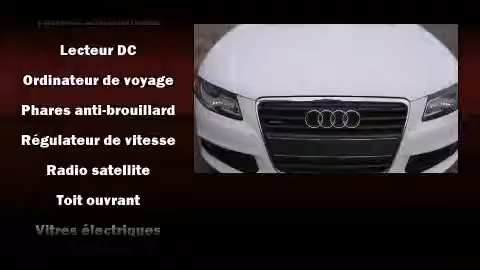 Lecteur DC
Ordinateur de voyage
Phares anti-brouillard
Régulateur de vitesse
Radio satellite
Toit ouvrant
Vitres électriques